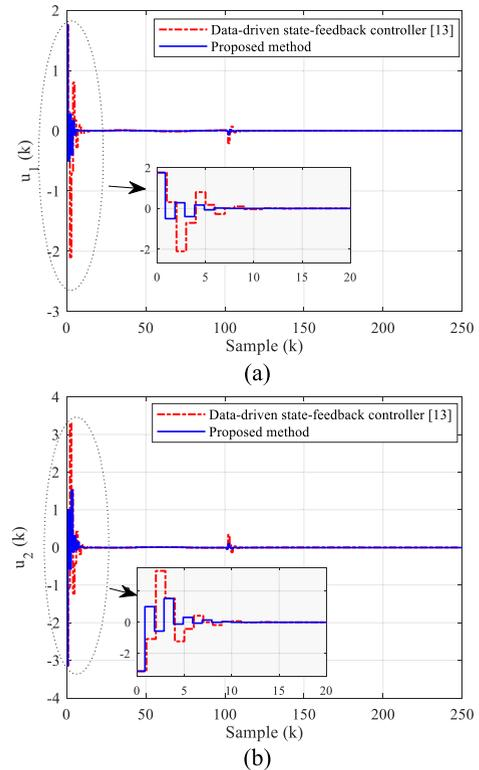 2
1
0
-1
-2
-3
u1 (k)
Data-driven state-feedback controller [13]
Proposed method
2
0
-2
0 5 10 15 20
0 50 100 150 200 250
Sample (k)
(a)
4
3
2
1
0
-1
-2
-3
-4
u2 (k)
Data-driven state-feedback controller [13]
Proposed method
2
0
-2
0 5 10 15 20
0 50 100 150 200 250
Sample (k)
(b)